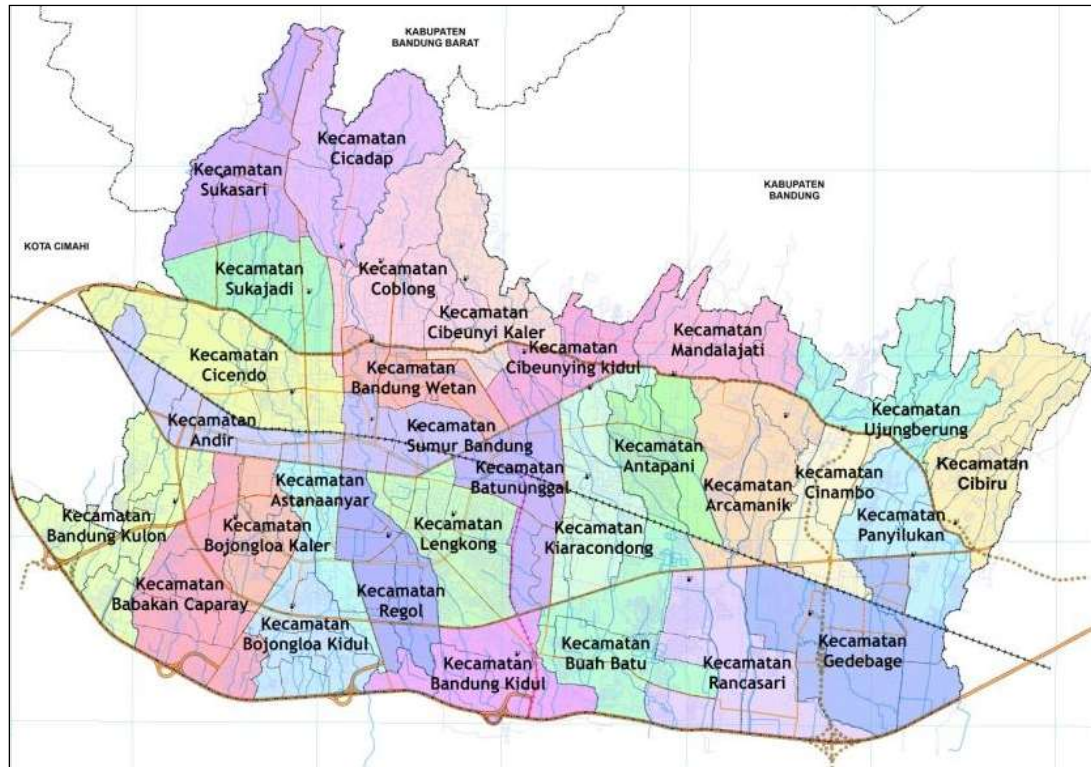 KABUPATEN
BANDUNG BARAT
Kecamatan
Cicadap
Kecamatan
Sukasari
KABUPATEN
BANDUNG
KOTA CIMAHI
Kecamatan
Sukajadi
Kecamatan
Coblong
Kecamatan
Cibeunyi Kaler
Kecamatan
Mandalajati
Kecamatan
Cibeunying kidul
Kecamatan
Cicendo
Kecamatan
Bandung Wetan
Kecamatan
Ujungberung
Kecamatan
Andir
Kecamatan
Sumur Bandung
Kecamatan
Antapani
Kecamatan
Cibiru
Kecamatan
Batununggal
Kecamatan
Cinambo
Kecamatan
Astanaanyar
Kecamatan
Arcamanik
Kecamatan
Bandung Kulon
Kecamatan
Bojongloa Kaler
Kecamatan
Lengkong
Kecamatan
Kiaracondong
Kecamatan
Panyilukan
Kecamatan
Babakan Caparay
Kecamatan
Regol
Kecamatan
Bojongloa Kidul
Kecamatan
Buah Batu
Kecamatan
Gedebage
Kecamatan
Bandung Kidul
Kecamatan
Rancasari